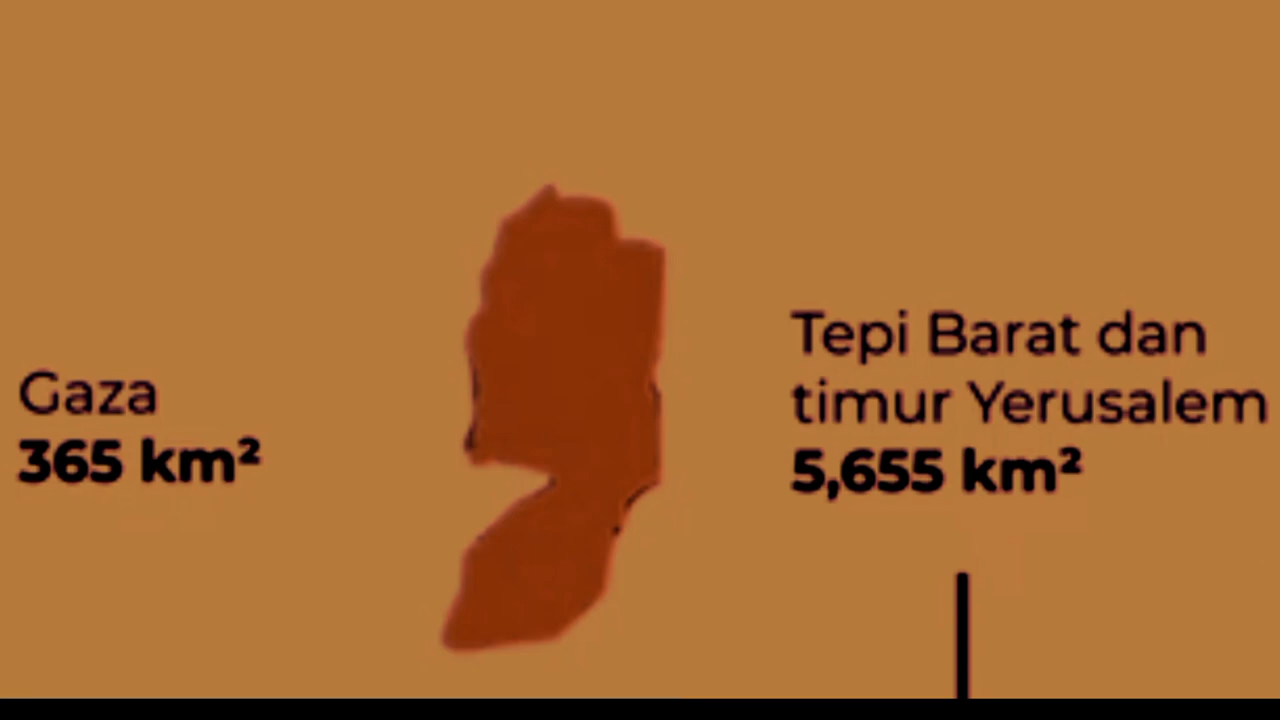 Gaza
365 km²
Tepi Barat dan
timur Yerusalem
5,655 km²